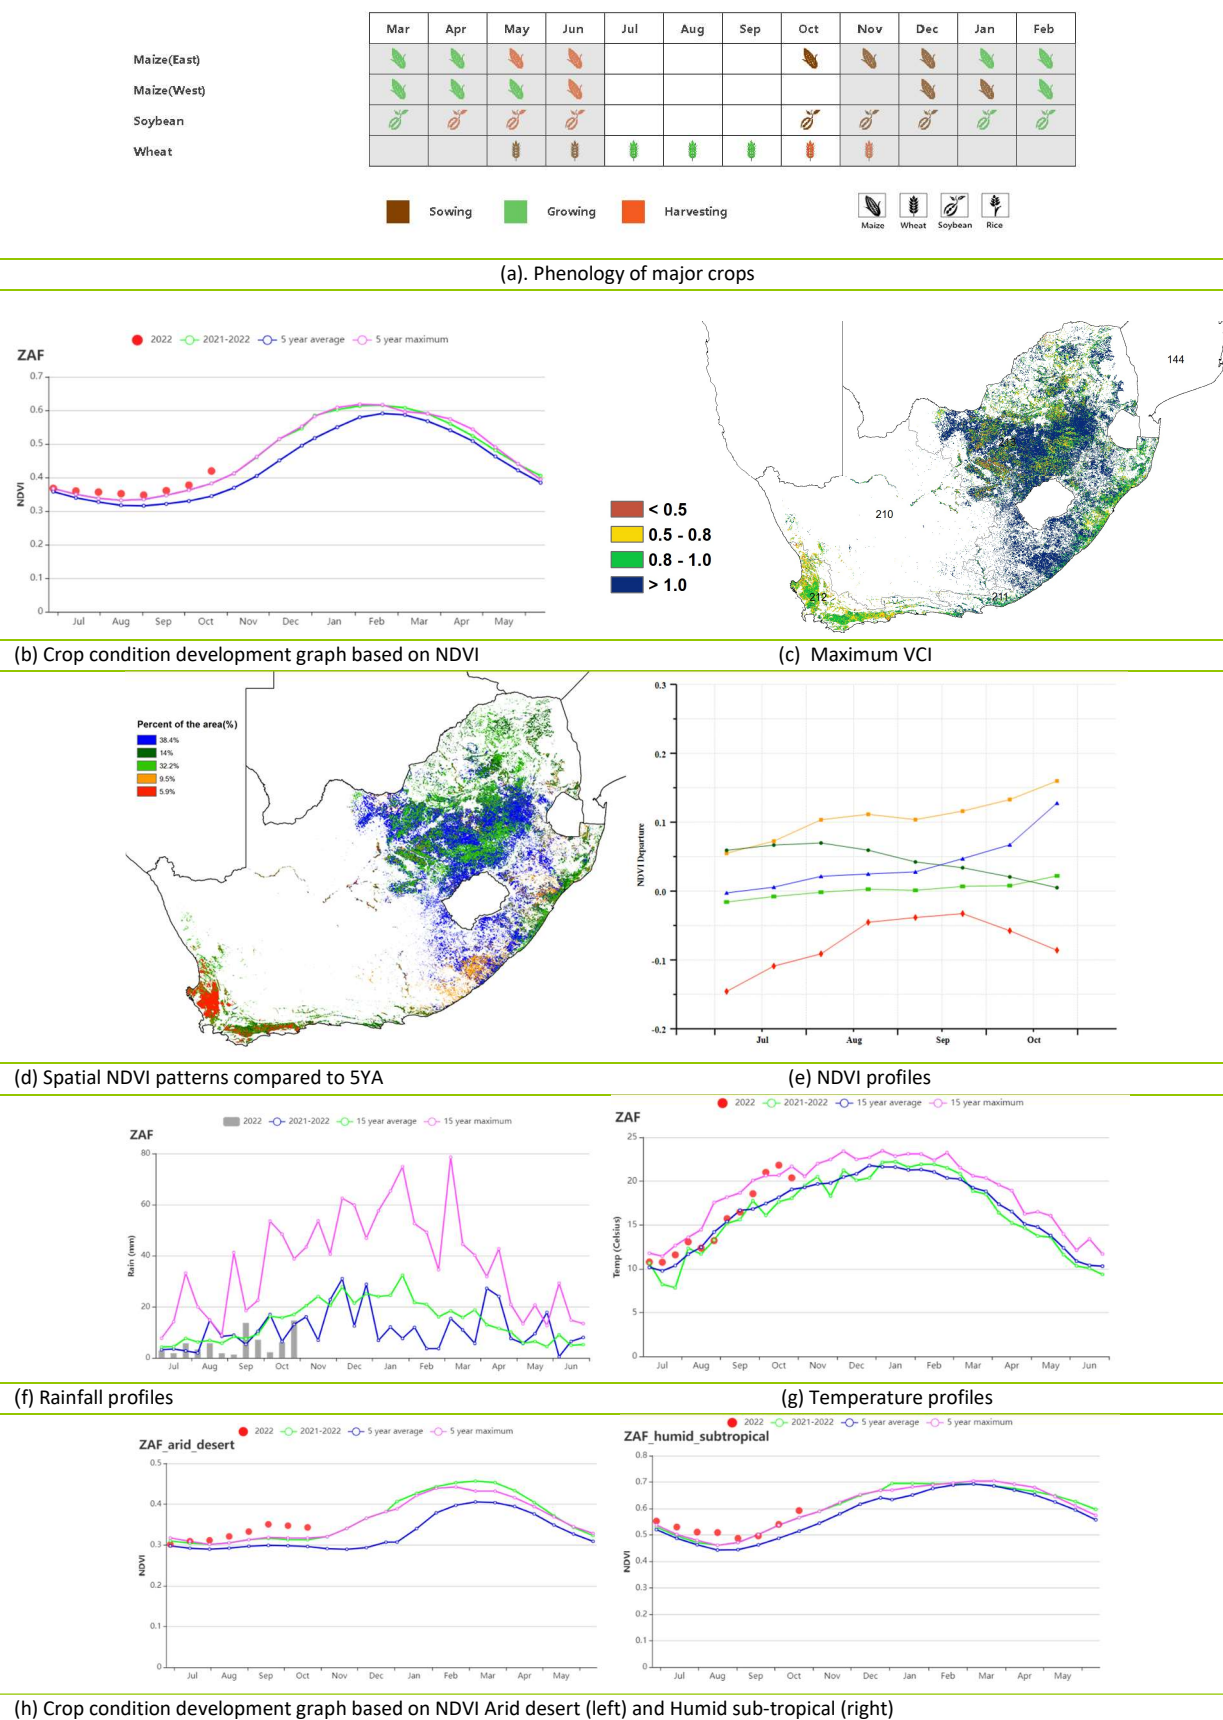 Mar Apr May Jun Jul Aug Sep Oct Nov Dec Jan Feb
Maize(East)
Maize(West)
Soybean
Wheat
Sowing Growing Harvesting
Maize Wheat Soybean Rice
(a). Phenology of major crops
2022 2021-2022 5 year average 5 year maximum
ZAF
0.7
0.6
0.5
0.4
0.3
0.2
0.1
0
NDVI
Jul Aug Sep Oct Nov Dec Jan Feb Mar Apr May
144
210
212
211
< 0.5
0.5 - 0.8
0.8 - 1.0
> 1.0
(b) Crop condition development graph based on NDVI (c) Maximum VCI
Percent of the area(%)
38.4%
14%
32.2%
9.5%
5.9%
0.3
0.2
0.1
0.0
-0.1
-0.2
NDVI Departure
Jul Aug Sep Oct
(d) Spatial NDVI patterns compared to 5YA (e) NDVI profiles
2022 2021-2022 15 year average 15 year maximum
ZAF
80
60
40
20
0
Rain (mm)
Jul Aug Sep Oct Nov Dec Jan Feb Mar Apr May Jun
2022 2021-2022 15 year average 15 year maximum
ZAF
25
20
15
10
5
0
Temp (Celsius)
Jul Aug Sep Oct Nov Dec Jan Feb Mar Apr May Jun
(f) Rainfall profiles (g) Temperature profiles
2022 2021-2022 5 year average 5 year maximum
ZAF_arid_desert
0.5
0.4
0.3
0.2
0.1
0
NDVI
Jul Aug Sep Oct Nov Dec Jan Feb Mar Apr May
2022 2021-2022 5 year average 5 year maximum
ZAF_humid_subtropical
0.8
0.7
0.6
0.5
0.4
0.3
0.2
0.1
0
NDVI
Jul Aug Sep Oct Nov Dec Jan Feb Mar Apr May
(h) Crop condition development graph based on NDVI Arid desert (left) and Humid sub-tropical (right)